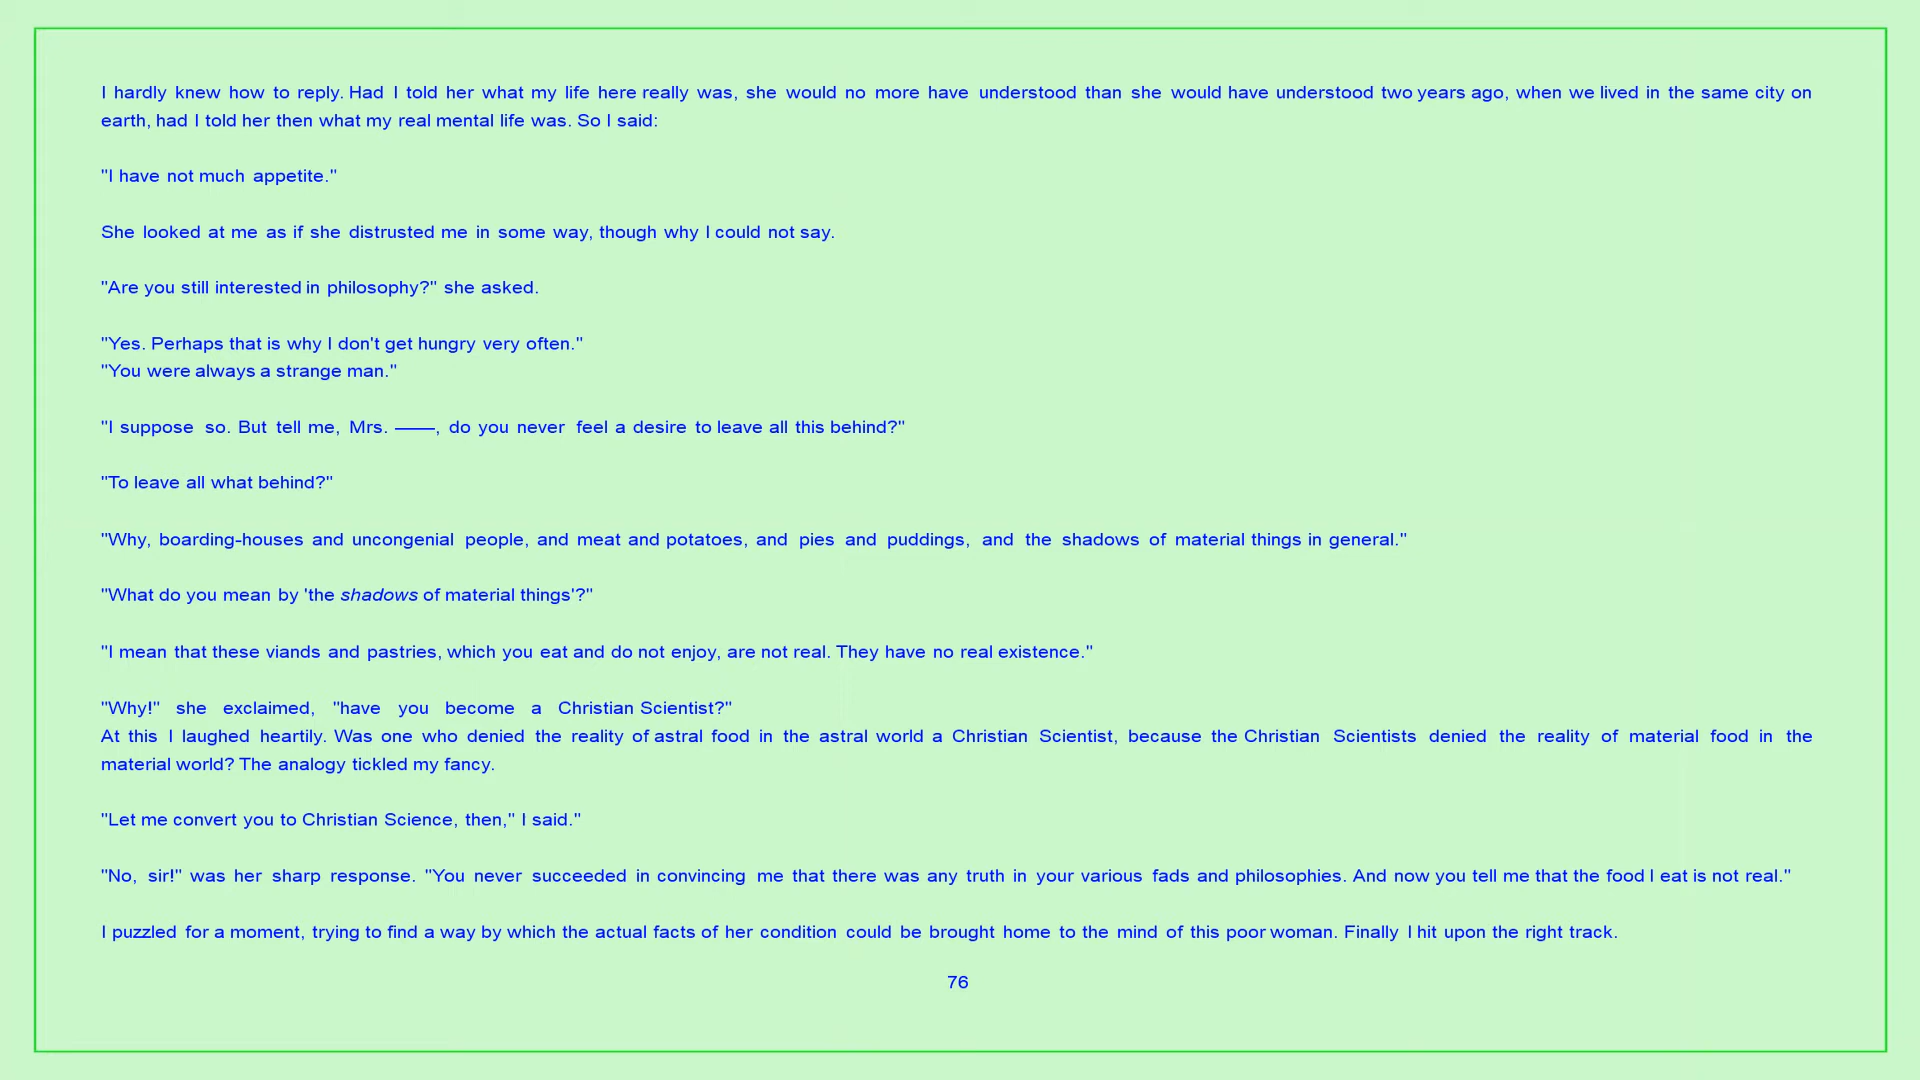 I hardly knew how to reply. Had I told her what my life here really was, she would no more have understood than she would have understood two years ago, when we lived in the same city on
earth, had I told her then what my real mental life was. So I said:
"I have not much appetite."
She looked at me as if she distrusted me in some way, though why I could not say.
"Are you still interested in philosophy?" she asked.
"Yes. Perhaps that is why I don't get hungry very often."
"You were always a strange man."
"I suppose so. But tell me, Mrs. ——, do you never feel a desire to leave all this behind?"
"To leave all what behind?"
"Why, boarding-houses and uncongenial people, and meat and potatoes, and pies and puddings, and the shadows of material things in general."
"What do you mean by 'the shadows of material things'?"
"I mean that these viands and pastries, which you eat and do not enjoy, are not real. They have no real existence."
"Why!" she exclaimed, "have you become a Christian Scientist?"
At this I laughed heartily. Was one who denied the reality of astral food in the astral world a Christian Scientist, because the Christian Scientists denied the reality of material food in the
material world? The analogy tickled my fancy.
"Let me convert you to Christian Science, then," I said."
"No, sir!" was her sharp response. "You never succeeded in convincing me that there was any truth in your various fads and philosophies. And now you tell me that the food I eat is not real."
I puzzled for a moment, trying to find a way by which the actual facts of her condition could be brought home to the mind of this poor woman. Finally I hit upon the right track.
76